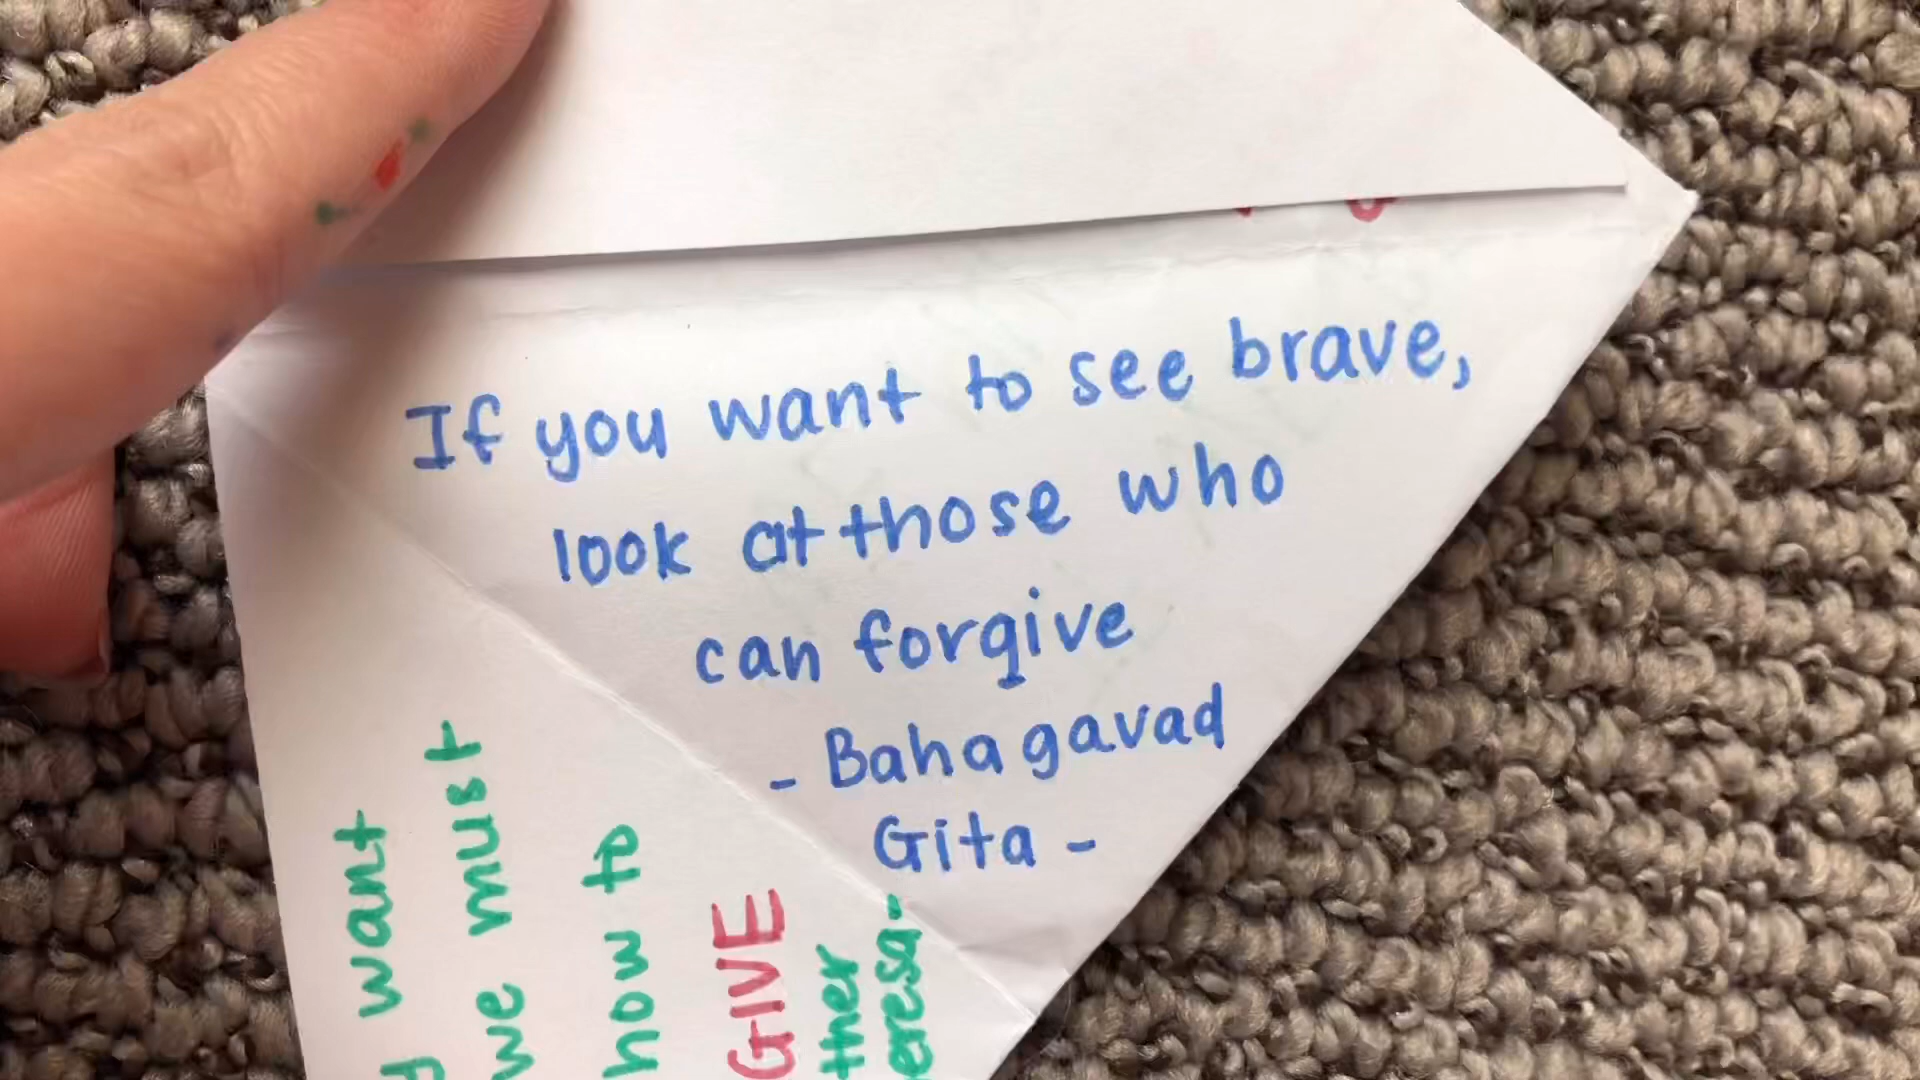 If you want to see brave,
look at those who
can forgive
- Bahagavad
Gita -
want
we must
how to
GIVE
ther
eresa-